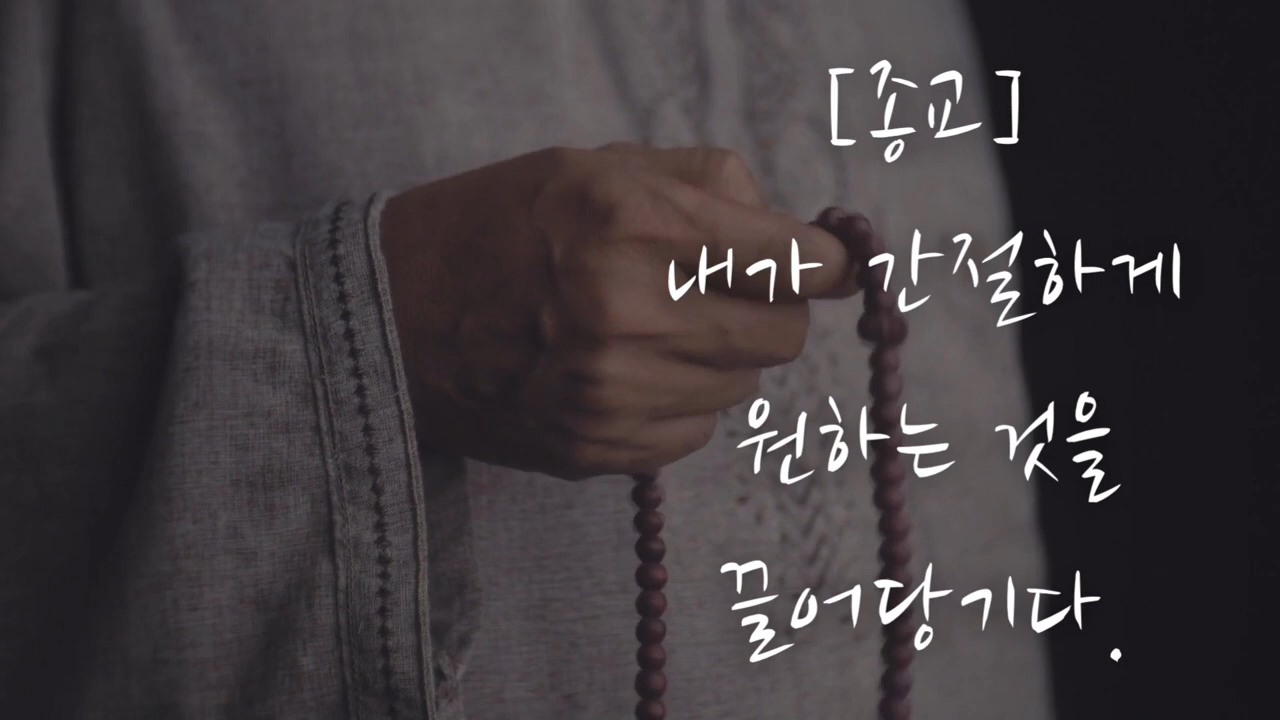 [종교]
내가 간절하게
원하는 것을
끌어당기다.